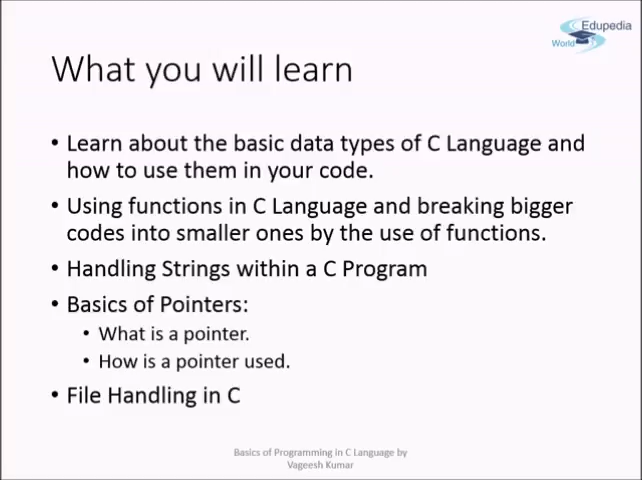 Edupedia
World
What you will learn
• Learn about the basic data types of C Language and
how to use them in your code.
• Using functions in C Language and breaking bigger
codes into smaller ones by the use of functions.
• Handling Strings within a C Program
• Basics of Pointers:
• What is a pointer.
• How is a pointer used.
• File Handling in C
Basics of Programming in C Language by
Vageesh Kumar